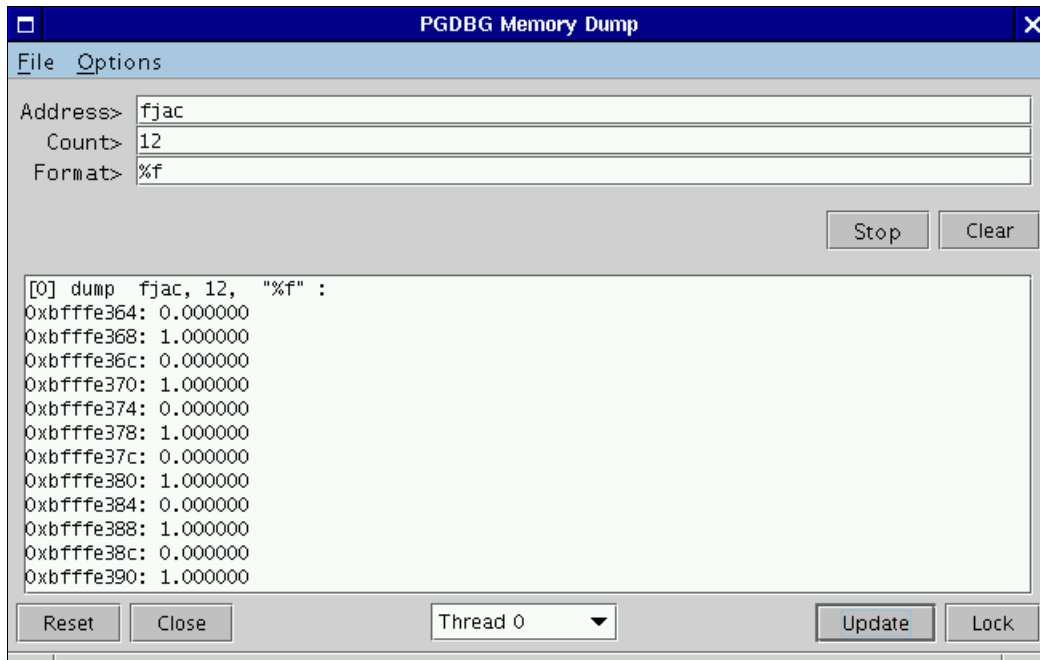 PGDBG Memory Dump
File Options
Address> fjac
Count> 12
Format> %f
Stop Clear
[0] dump  fjac, 12,  "%f" :
0xbfffe364: 0.000000
0xbfffe368: 1.000000
0xbfffe36c: 0.000000
0xbfffe370: 1.000000
0xbfffe374: 0.000000
0xbfffe378: 1.000000
0xbfffe37c: 0.000000
0xbfffe380: 1.000000
0xbfffe384: 0.000000
0xbfffe388: 1.000000
0xbfffe38c: 0.000000
0xbfffe390: 1.000000
Reset Close Thread 0 Update Lock